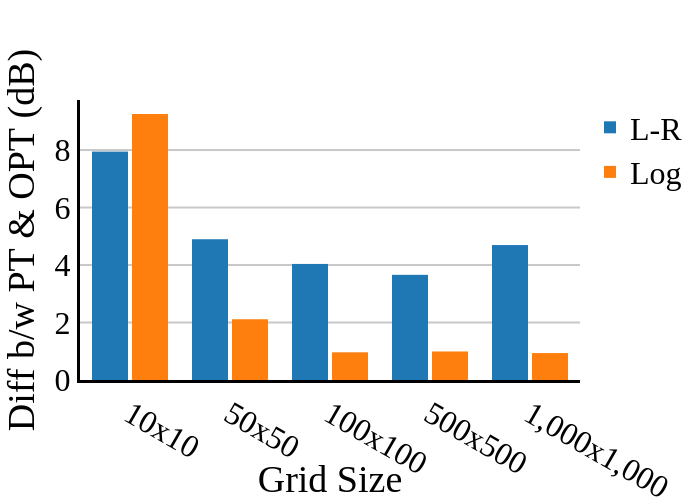 Diff b/w PT & OPT (dB)
8
6
4
2
0
10x10
50x50
100x100
500x500
1,000x1,000
Grid Size
L-R
Log